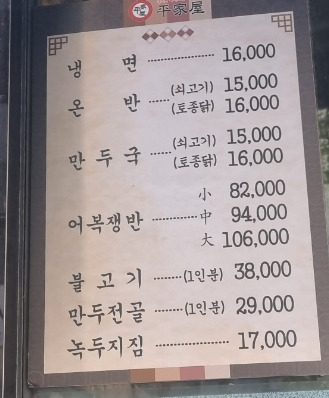 平家屋
냉 면 16,000
온 반 (쇠고기) 15,000
(토종닭) 16,000
만두국 (쇠고기) 15,000
(토종닭) 16,000
小 82,000
어복쟁반 中 94,000
大 106,000
불고기 (1인분) 38,000
만두전골 (1인분) 29,000
녹두지짐 17,000